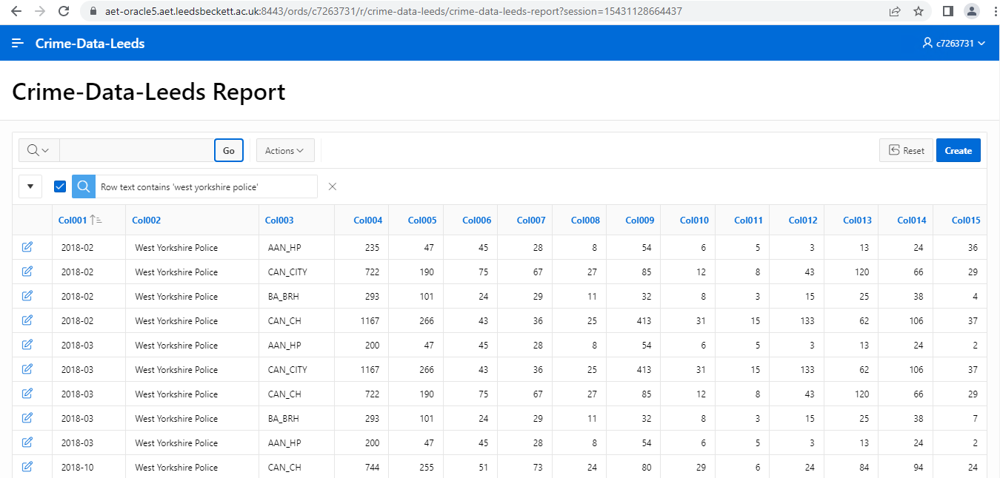 aet-oracle5.aet.leedsbeckett.ac.uk:8443/ords/c7263731/r/crime-data-leeds/crime-data-leeds-report?session=15431128664437
Crime-Data-Leeds c7263731
Crime-Data-Leeds Report
Go Actions Reset Create
Row text contains 'west yorkshire police'
Col001 Col002 Col003 Col004 Col005 Col006 Col007 Col008 Col009 Col010 Col011 Col012 Col013 Col014 Col015
2018-02 West Yorkshire Police AAN_HP 235 47 45 28 8 54 6 5 3 13 24 36
2018-02 West Yorkshire Police CAN_CITY 722 190 75 67 27 85 12 8 43 120 66 29
2018-02 West Yorkshire Police BA_BRH 293 101 24 29 11 32 8 3 15 25 38 4
2018-02 West Yorkshire Police CAN_CH 1167 266 43 36 25 413 31 15 133 62 106 37
2018-03 West Yorkshire Police AAN_HP 200 47 45 28 8 54 6 5 3 13 24 2
2018-03 West Yorkshire Police CAN_CITY 1167 266 43 36 25 413 31 15 133 62 106 37
2018-03 West Yorkshire Police CAN_CH 722 190 75 67 27 85 12 8 43 120 66 29
2018-03 West Yorkshire Police BA_BRH 293 101 24 29 11 32 8 3 15 25 38 7
2018-03 West Yorkshire Police AAN_HP 200 47 45 28 8 54 6 5 3 13 24 2
2018-10 West Yorkshire Police CAN_CH 744 255 51 73 24 80 29 6 24 84 94 24